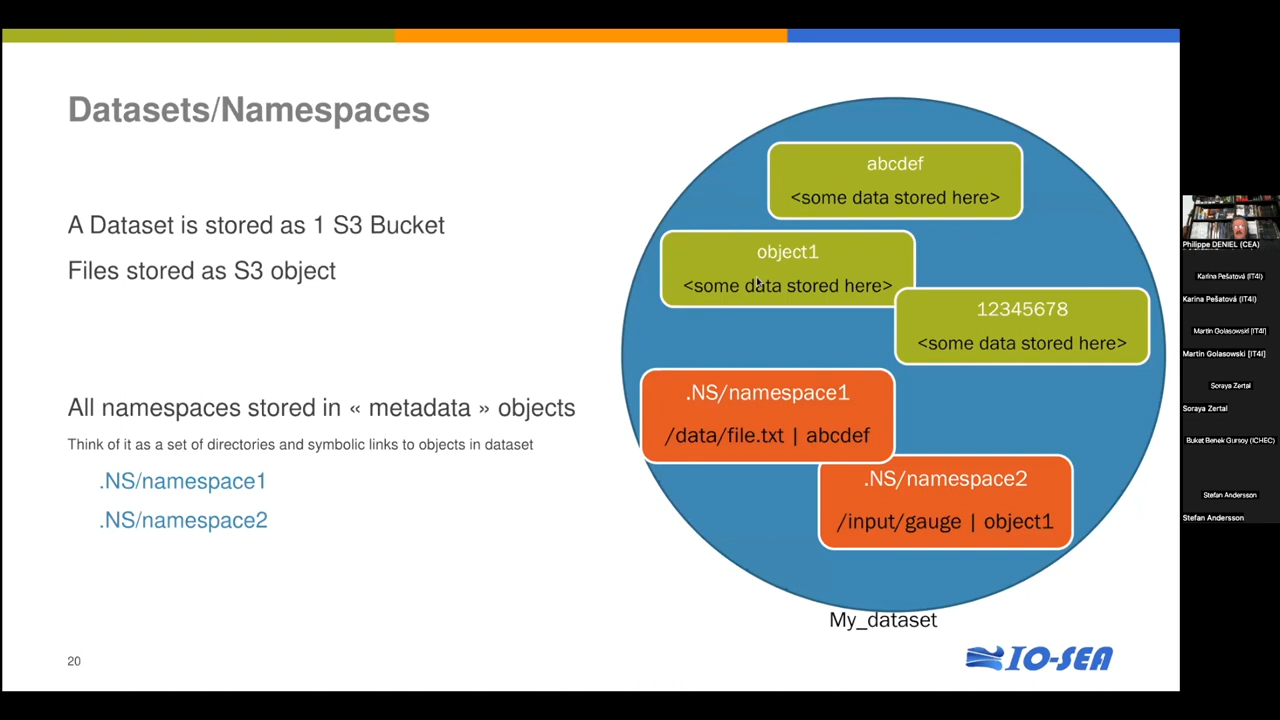 Datasets/Namespaces
A Dataset is stored as 1 S3 Bucket
Files stored as S3 object
All namespaces stored in « metadata » objects
Think of it as a set of directories and symbolic links to objects in dataset
.NS/namespace1
.NS/namespace2
abcdef
<some data stored here>
object1
<some data stored here>
12345678
<some data stored here>
.NS/namespace1
/data/file.txt | abcdef
.NS/namespace2
/input/gauge | object1
My_dataset
20
IO-SEA
Philippe DENIEL (CEA)
Karina Pešatová (IT4I)
Karina Pešatová (IT4I)
Martin Golasowski [IT4I]
Martin Golasowski [IT4I]
Soraya Zertal
Soraya Zertal
Buket Benek Gursoy (ICHEC)
Stefan Andersson
Stefan Andersson